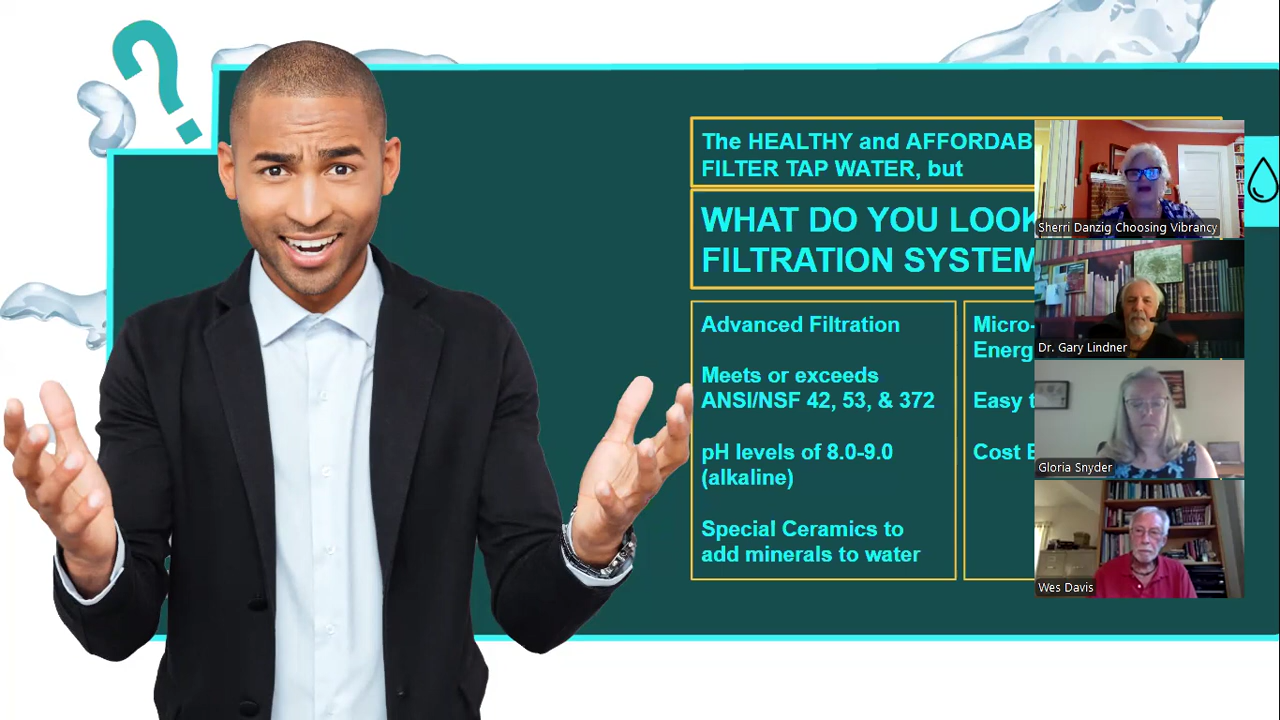 The HEALTHY and AFFORDAB
FILTER TAP WATER, but
WHAT DO YOU LOOK
FILTRATION SYSTEM
Advanced Filtration
Meets or exceeds
ANSI/NSF 42, 53, & 372
pH levels of 8.0-9.0
(alkaline)
Special Ceramics to
add minerals to water
Micro-
Energ
Easy t
Cost E
Sherri Danzig Choosing Vibrancy
Dr. Gary Lindner
Gloria Snyder
Wes Davis